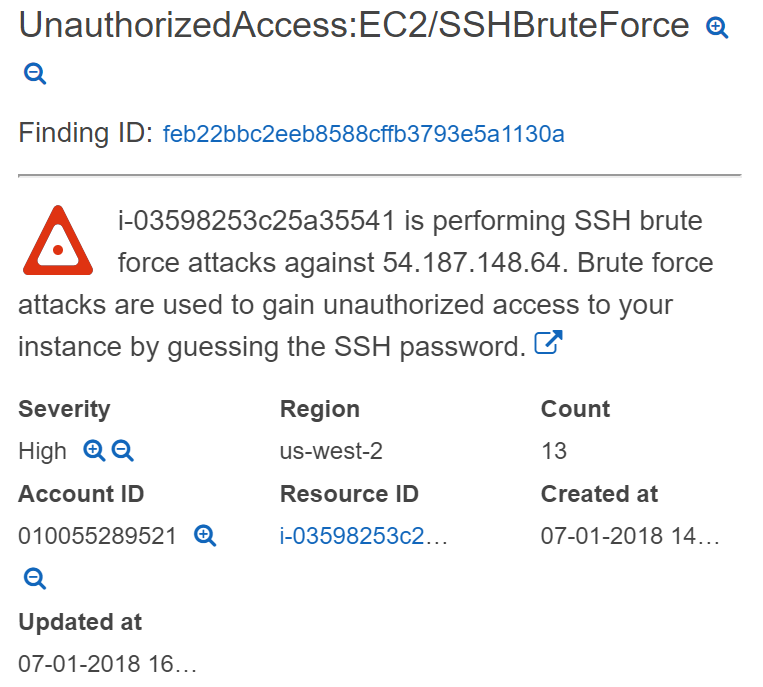 UnauthorizedAccess:EC2/SSHBruteForce
Finding ID: feb22bbc2eeb8588cffb3793e5a1130a
i-03598253c25a35541 is performing SSH brute
force attacks against 54.187.148.64. Brute force
attacks are used to gain unauthorized access to your
instance by guessing the SSH password.
Severity Region Count
High us-west-2 13
Account ID Resource ID Created at
010055289521 i-03598253c2... 07-01-2018 14...
Updated at
07-01-2018 16...